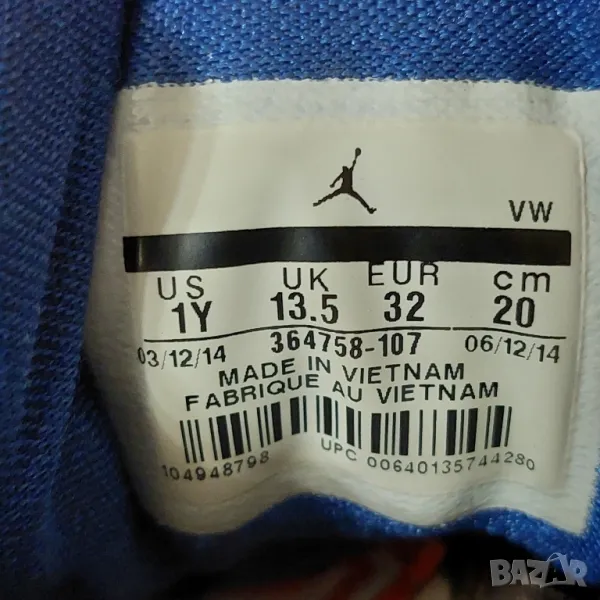 VW
US UK EUR cm
1Y 13.5 32 20
03/12/14 364758-107 06/12/14
MADE IN VIETNAM
FABRIQUE AU VIETNAM
104948798 UPC 00640135744280
BAZAR